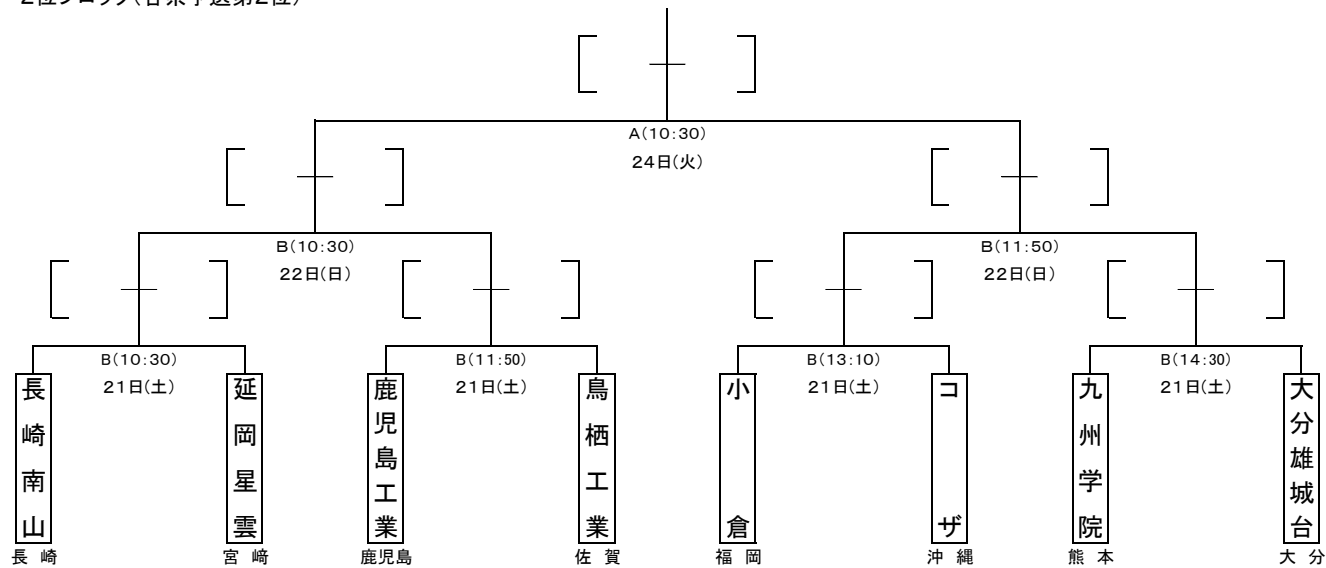 2位ブロック(各県予選第2位)
A(10:30)
24日(火)
B(10:30)
22日(日)
B(11:50)
22日(日)
B(10:30)
21日(土)
B(11:50)
21日(土)
B(13:10)
21日(土)
B(14:30)
21日(土)
長崎南山
延岡星雲
鹿児島工業
鳥栖工業
小倉
コザ
九州学院
大分雄城台
長崎
宮﨑
鹿児島
佐賀
福岡
沖縄
熊本
大分